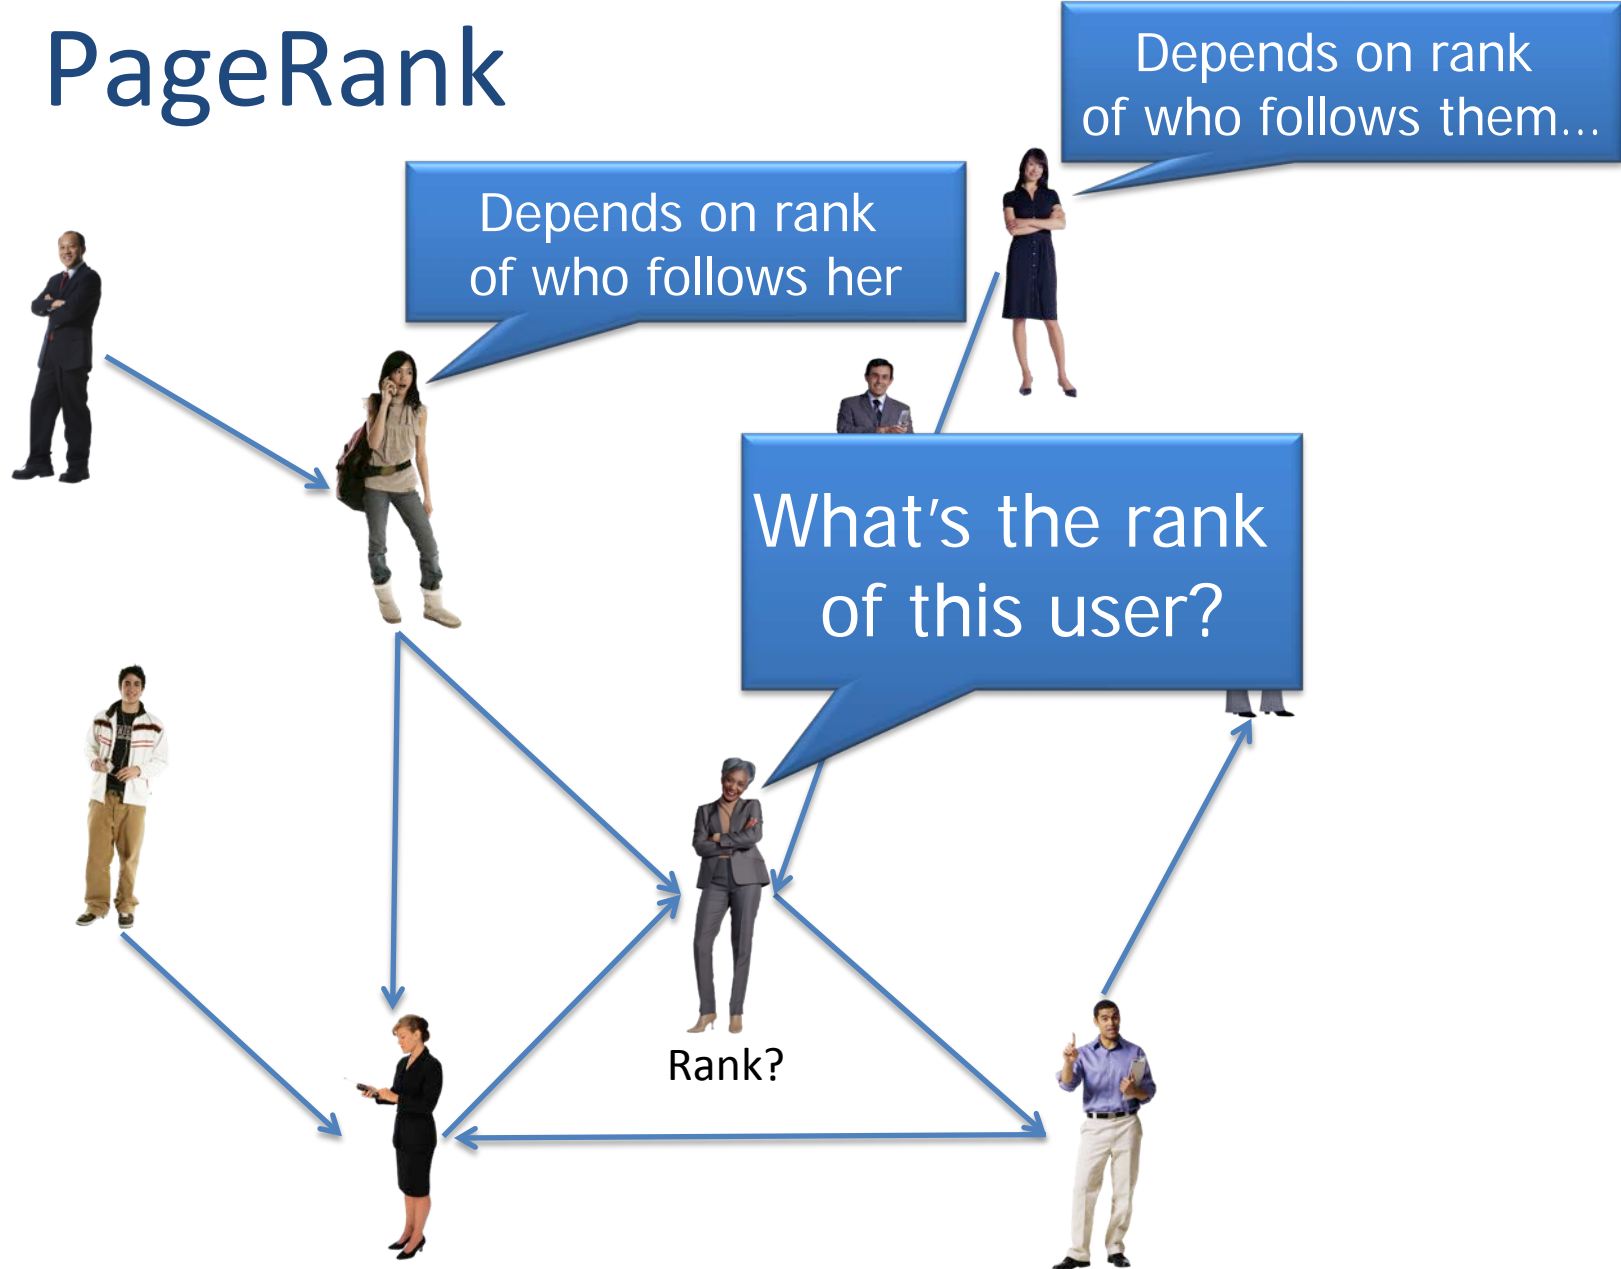 PageRank
Depends on rank
of who follows them...
Depends on rank
of who follows her
What's the rank
of this user?
Rank?